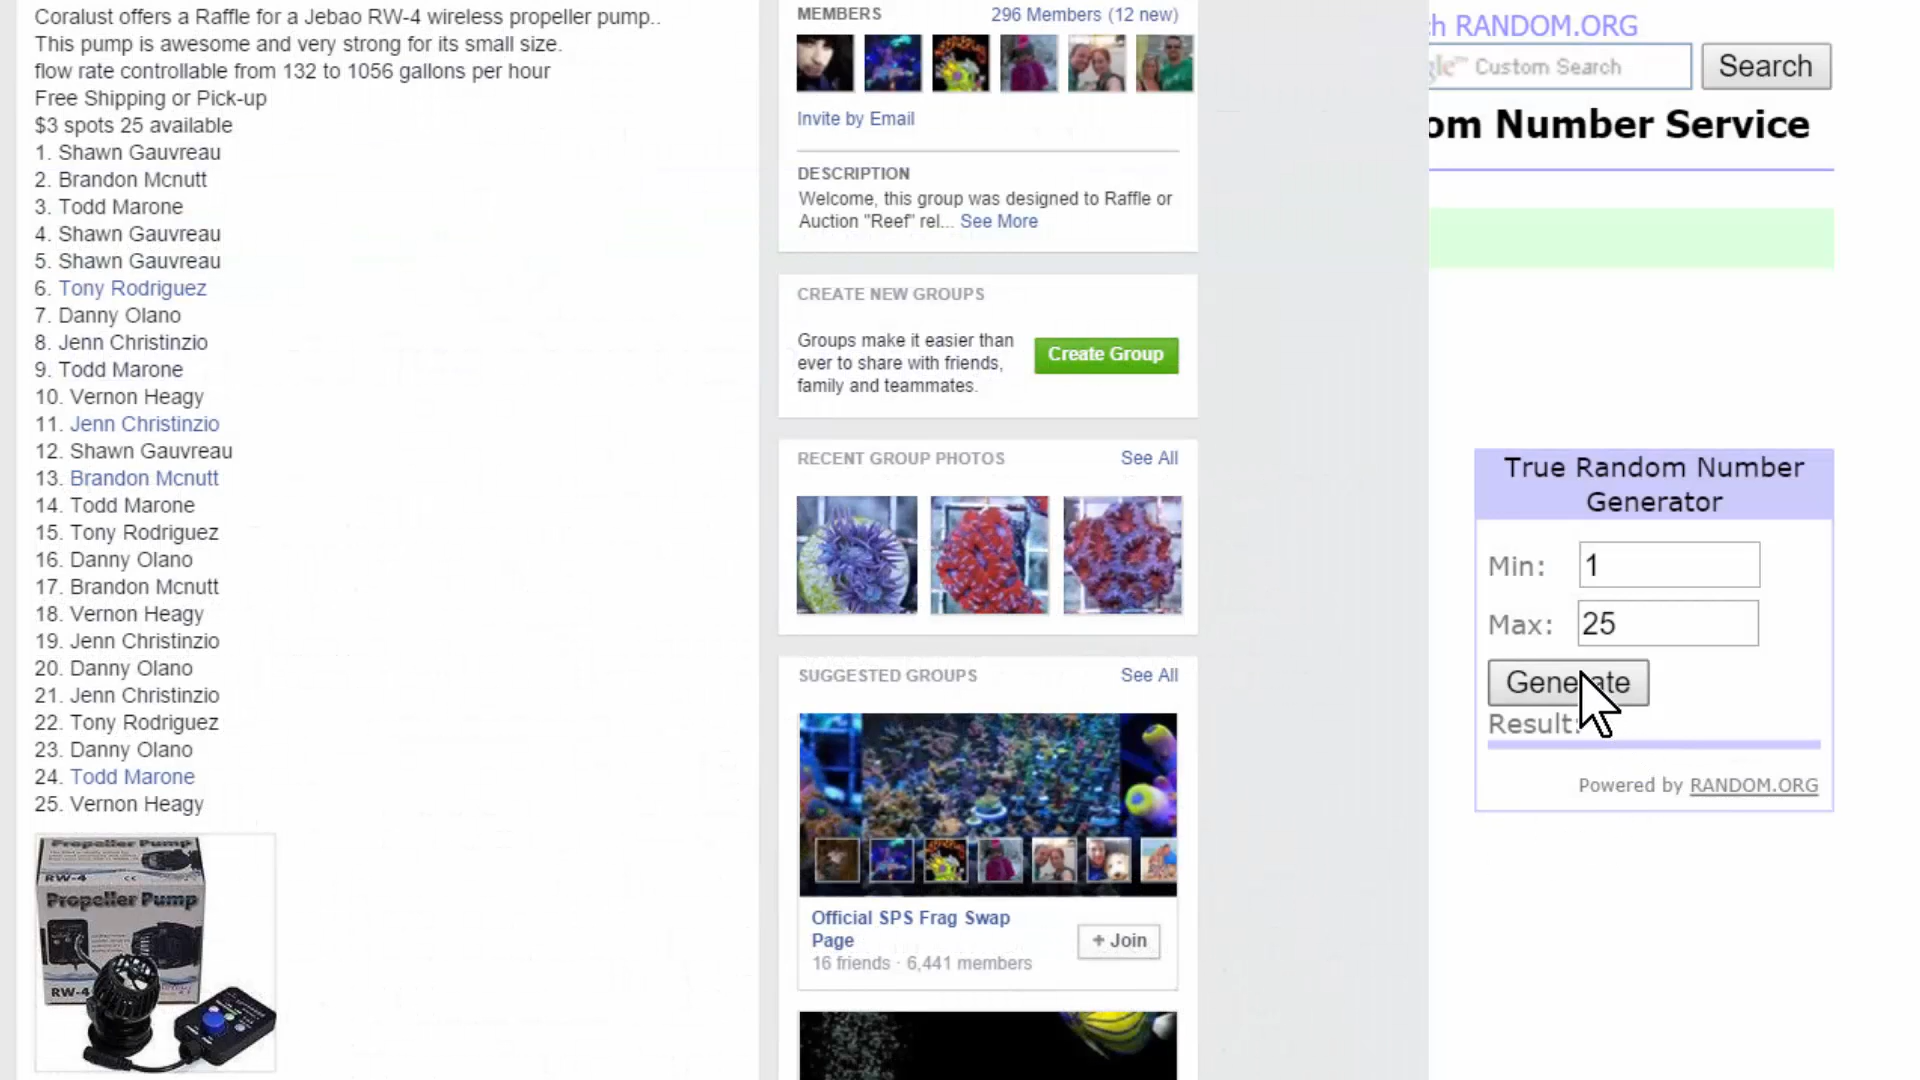 Coralust offers a Raffle for a Jebao RW-4 wireless propeller pump..
This pump is awesome and very strong for its small size.
flow rate controllable from 132 to 1056 gallons per hour
Free Shipping or Pick-up
$3 spots 25 available
1. Shawn Gauvreau
2. Brandon Mcnutt
3. Todd Marone
4. Shawn Gauvreau
5. Shawn Gauvreau
6. Tony Rodriguez
7. Danny Olano
8. Jenn Christinzio
9. Todd Marone
10. Vernon Heagy
11. Jenn Christinzio
12. Shawn Gauvreau
13. Brandon Mcnutt
14. Todd Marone
15. Tony Rodriguez
16. Danny Olano
17. Brandon Mcnutt
18. Vernon Heagy
19. Jenn Christinzio
20. Danny Olano
21. Jenn Christinzio
22. Tony Rodriguez
23. Danny Olano
24. Todd Marone
25. Vernon Heagy
Propeller Pump
RW-4
Propeller Pump
RW-4
MEMBERS
296 Members (12 new)
Invite by Email
DESCRIPTION
Welcome, this group was designed to Raffle or
Auction "Reef" rel... See More
CREATE NEW GROUPS
Groups make it easier than
ever to share with friends,
family and teammates.
Create Group
RECENT GROUP PHOTOS
See All
SUGGESTED GROUPS
See All
Official SPS Frag Swap
Page
16 friends · 6,441 members
+ Join
h RANDOM.ORG
gle™ Custom Search
Search
om Number Service
True Random Number
Generator
Min: 1
Max: 25
Generate
Result:
Powered by RANDOM.ORG